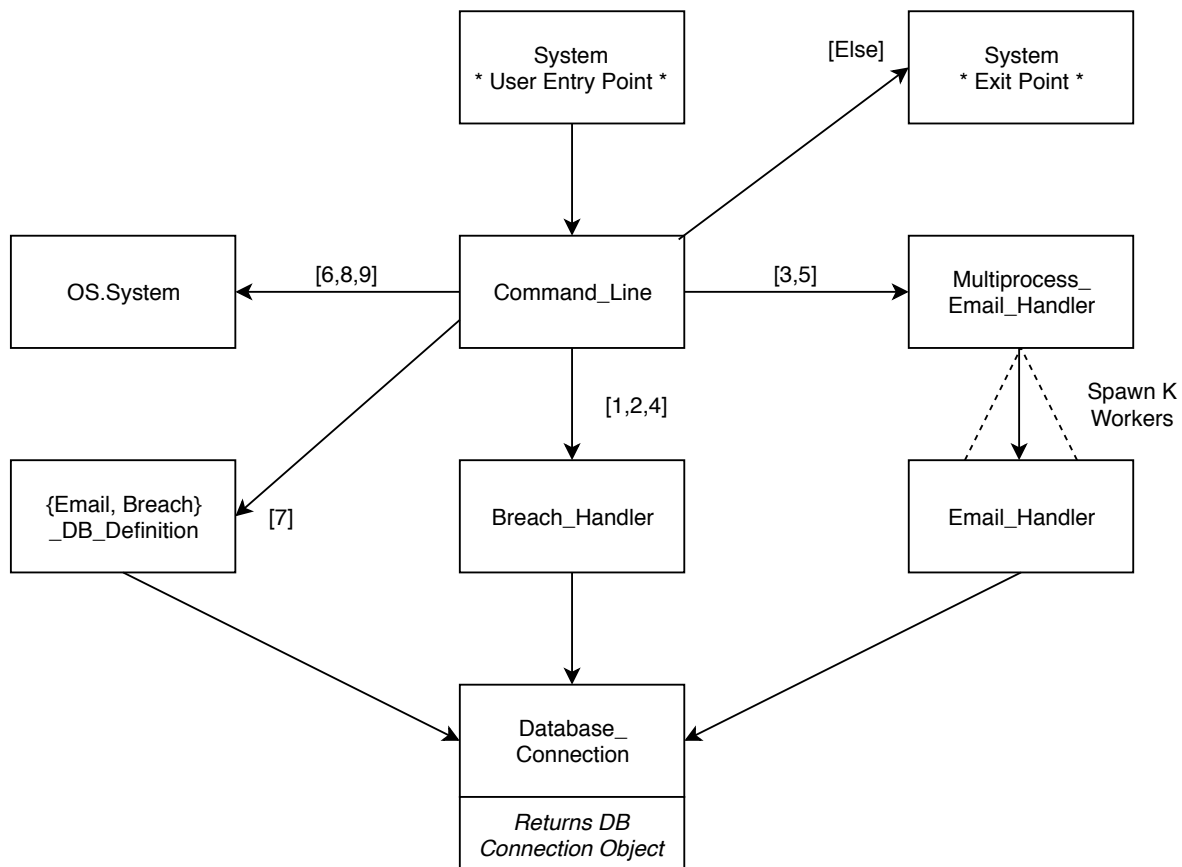 System
* User Entry Point *
[Else]
System
* Exit Point *
OS.System
[6,8,9]
Command_Line
[3,5]
Multiprocess_
Email_Handler
[1,2,4]
Spawn K
Workers
{Email, Breach}
_DB_Definition
[7]
Breach_Handler
Email_Handler
Database_
Connection
Returns DB
Connection Object